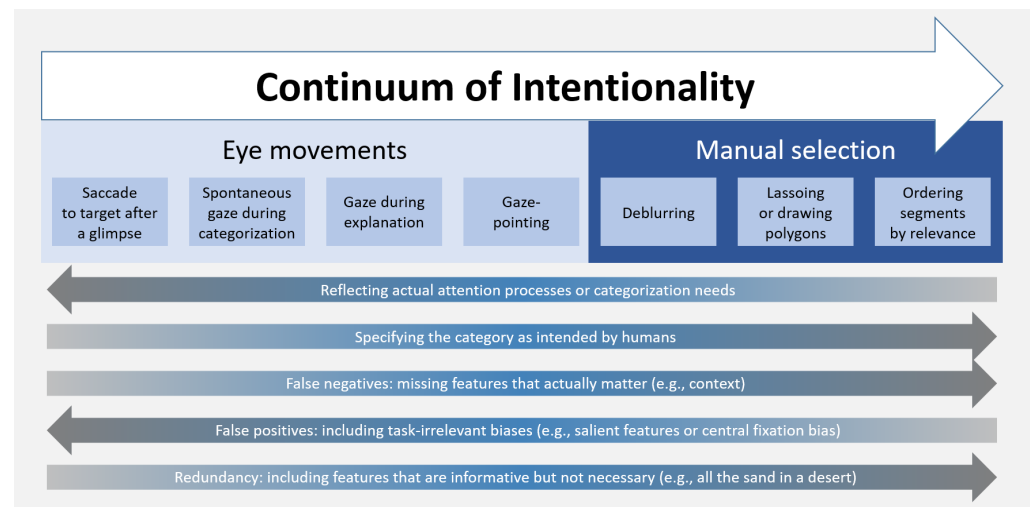 Continuum of Intentionality
Eye movements
Manual selection
Saccade
to target after
a glimpse
Spontaneous
gaze during
categorization
Gaze during
explanation
Gaze-
pointing
Deblurring
Lassoing
or drawing
polygons
Ordering
segments
by relevance
Reflecting actual attention processes or categorization needs
Specifying the category as intended by humans
False negatives: missing features that actually matter (e.g., context)
False positives: including task-irrelevant biases (e.g., salient features or central fixation bias)
Redundancy: including features that are informative but not necessary (e.g., all the sand in a desert)